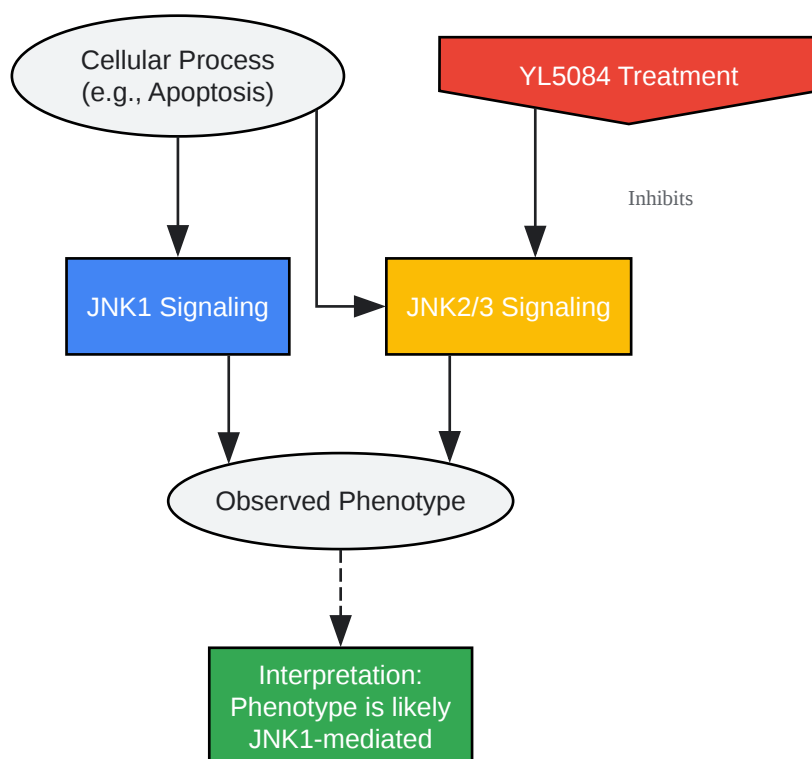 Cellular Process
(e.g., Apoptosis)
YL5084 Treatment
Inhibits
JNK1 Signaling
JNK2/3 Signaling
Observed Phenotype
Interpretation:
Phenotype is likely
JNK1-mediated